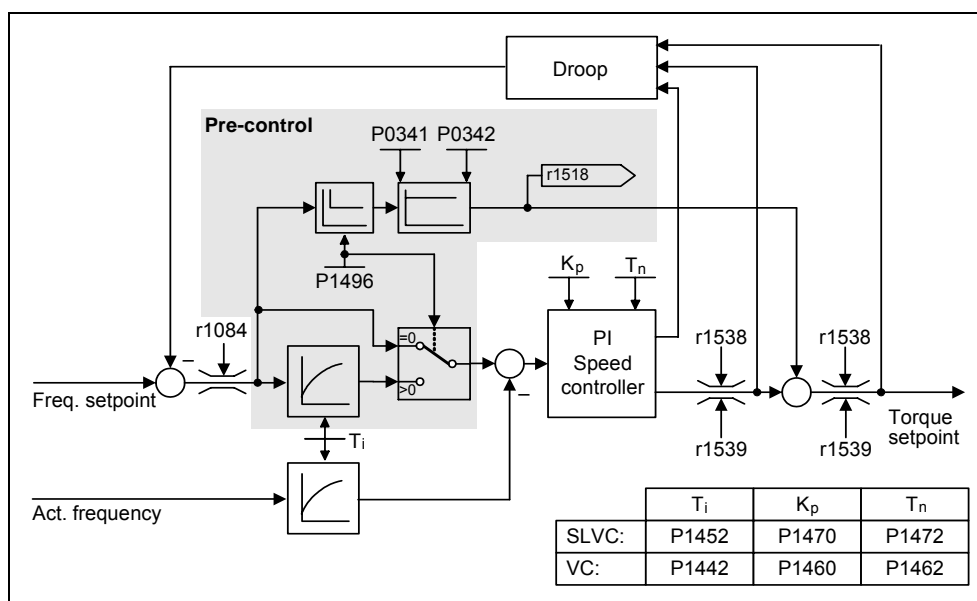 Droop
Pre-control
P0341 P0342
r1518
P1496
Kp Tn
r1084
=0
>0
PI
Speed
controller
r1538 r1538
Freq. setpoint
Ti
r1539 r1539
Torque
setpoint
Act. frequency
Ti Kp Tn
SLVC: P1452 P1470 P1472
VC: P1442 P1460 P1462